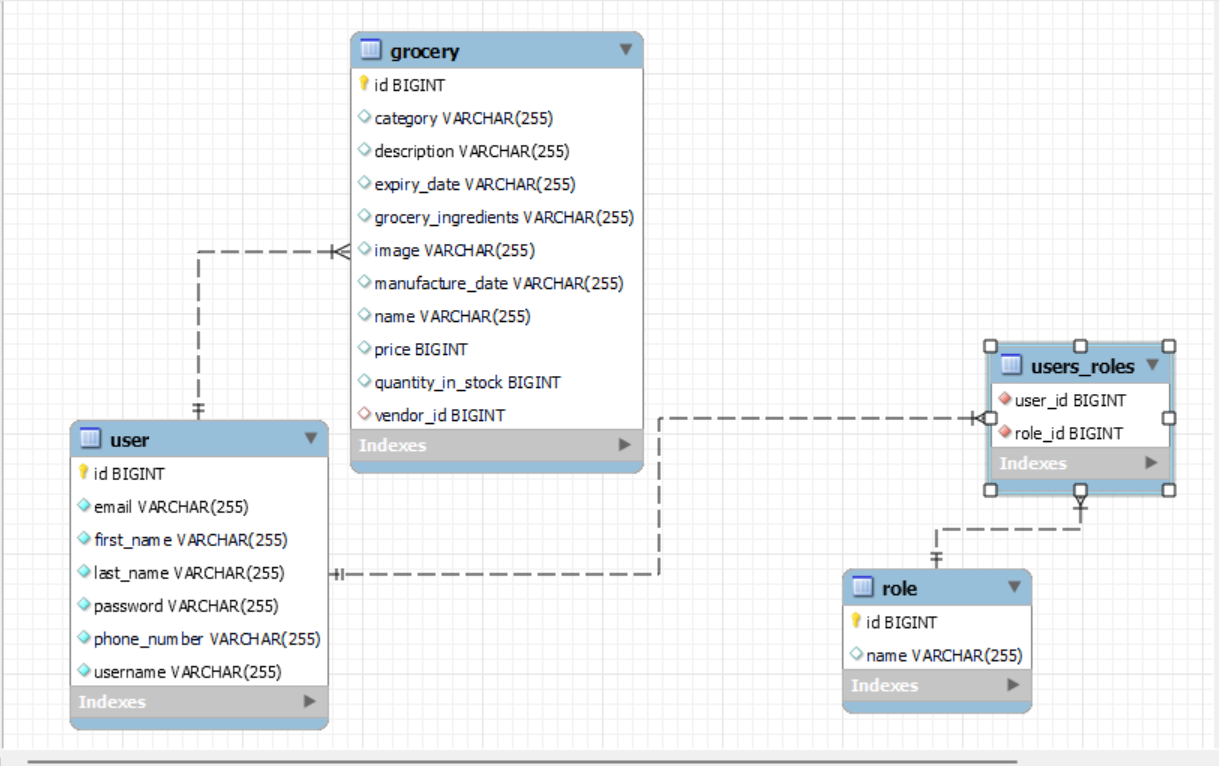 grocery
id BIGINT
category VARCHAR(255)
description VARCHAR(255)
expiry_date VARCHAR(255)
grocery_ingredients VARCHAR(255)
image VARCHAR(255)
manufacture_date VARCHAR(255)
name VARCHAR(255)
price BIGINT
quantity_in_stock BIGINT
vendor_id BIGINT
Indexes
user
id BIGINT
email VARCHAR(255)
first_name VARCHAR(255)
last_name VARCHAR(255)
password VARCHAR(255)
phone_number VARCHAR(255)
username VARCHAR(255)
Indexes
users_roles
user_id BIGINT
role_id BIGINT
Indexes
role
id BIGINT
name VARCHAR(255)
Indexes